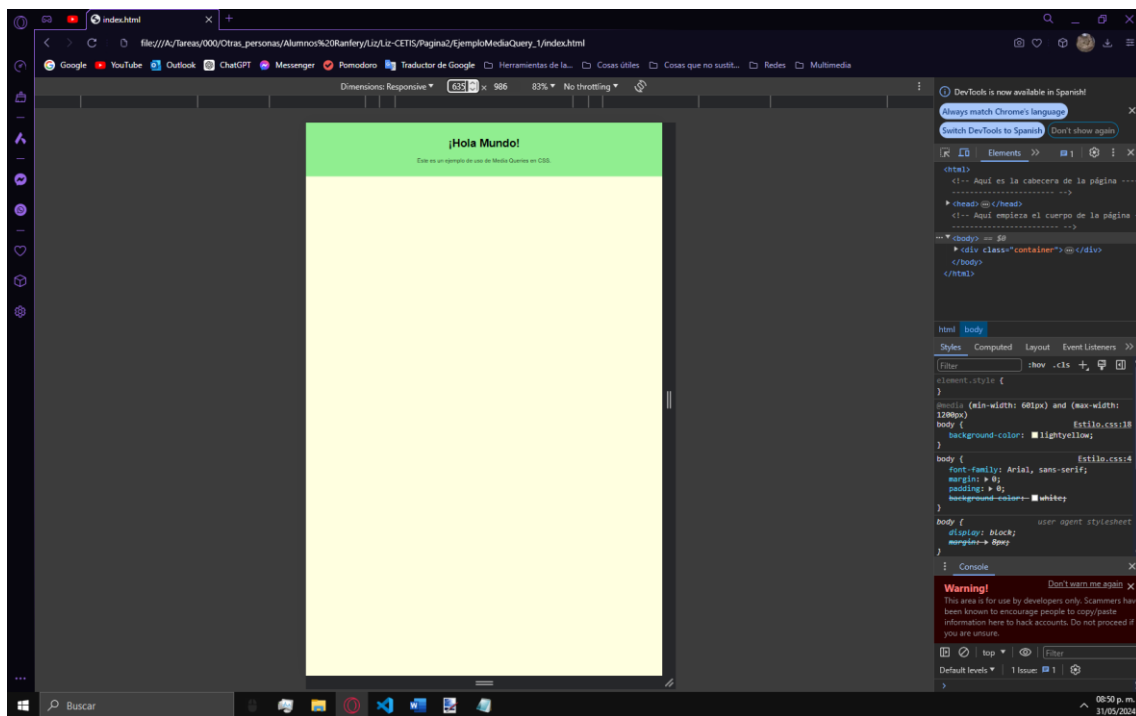 index.html
file:///A:/Tareas/000/Otras_personas/Alumnos%20Ranfery/Liz/Liz-CETIS/Pagina2/EjemploMediaQuery_1/index.html
Google YouTube Outlook ChatGPT Messenger Pomodoro Traductor de Google Herramientas de la... Cosas útiles Cosas que no sustit... Redes Multimedia
Dimensions: Responsive 635 × 986 83% No throttling
¡Hola Mundo!
Este es un ejemplo de uso de Media Queries en CSS.
DevTools is now available in Spanish!
Always match Chrome's language
Switch DevTools to Spanish Don't show again
Elements 1
<html>
<!-- Aquí es la cabecera de la página ----
----------------------- -->
<head> </head>
<!-- Aquí empieza el cuerpo de la página -
------------------------ -->
<body> == $0
<div class="container"> </div>
</body>
</html>
html body
Styles Computed Layout Event Listeners
Filter :hov .cls
element.style {
}
@media (min-width: 601px) and (max-width:
1200px)
body { Estilo.css:18
background-color: lightyellow;
}
body { Estilo.css:4
font-family: Arial, sans-serif;
margin: 0;
padding: 0;
background-color: white;
}
body { user agent stylesheet
display: block;
margin: 8px;
}
Console
Warning! Don't warn me again
This area is for use by developers only. Scammers have
been known to encourage people to copy/paste
information here to hack accounts. Do not proceed if
you are unsure.
top Filter
Default levels 1 Issue: 1
Buscar
08:50 p. m.
31/05/2024